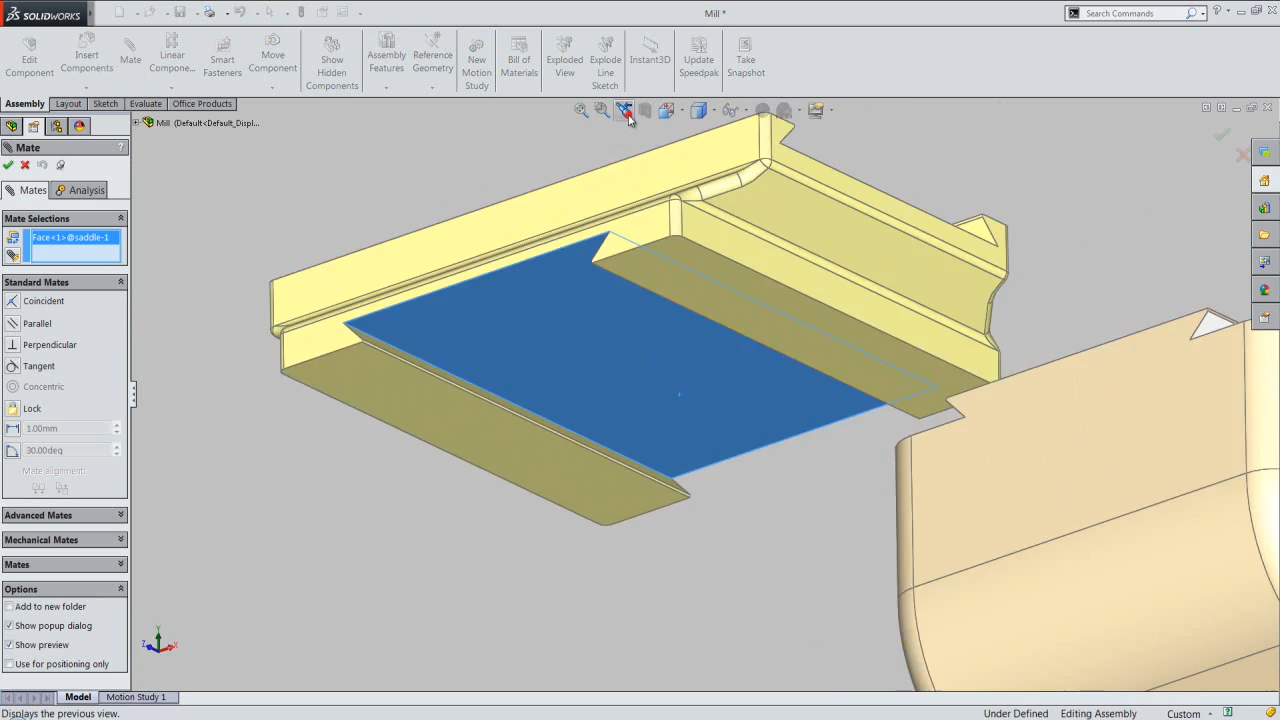 SOLIDWORKS
Mill *
Search Commands
Edit Component
Insert Components
Mate
Linear Compone...
Smart Fasteners
Move Component
Show Hidden Components
Assembly Features
Reference Geometry
New Motion Study
Bill of Materials
Exploded View
Explode Line Sketch
Instant3D
Update Speedpak
Take Snapshot
Assembly
Layout
Sketch
Evaluate
Office Products
Mill (Default<Default_Displ...
Mate
?
Mates
Analysis
Mate Selections
Face<1>@saddle-1
Standard Mates
Coincident
Parallel
Perpendicular
Tangent
Concentric
Lock
1.00mm
30.00deg
Mate alignment:
Advanced Mates
Mechanical Mates
Mates
Options
Add to new folder
Show popup dialog
Show preview
Use for positioning only
Y
Z
X
Model
Motion Study 1
Displays the previous view.
Under Defined
Editing Assembly
Custom